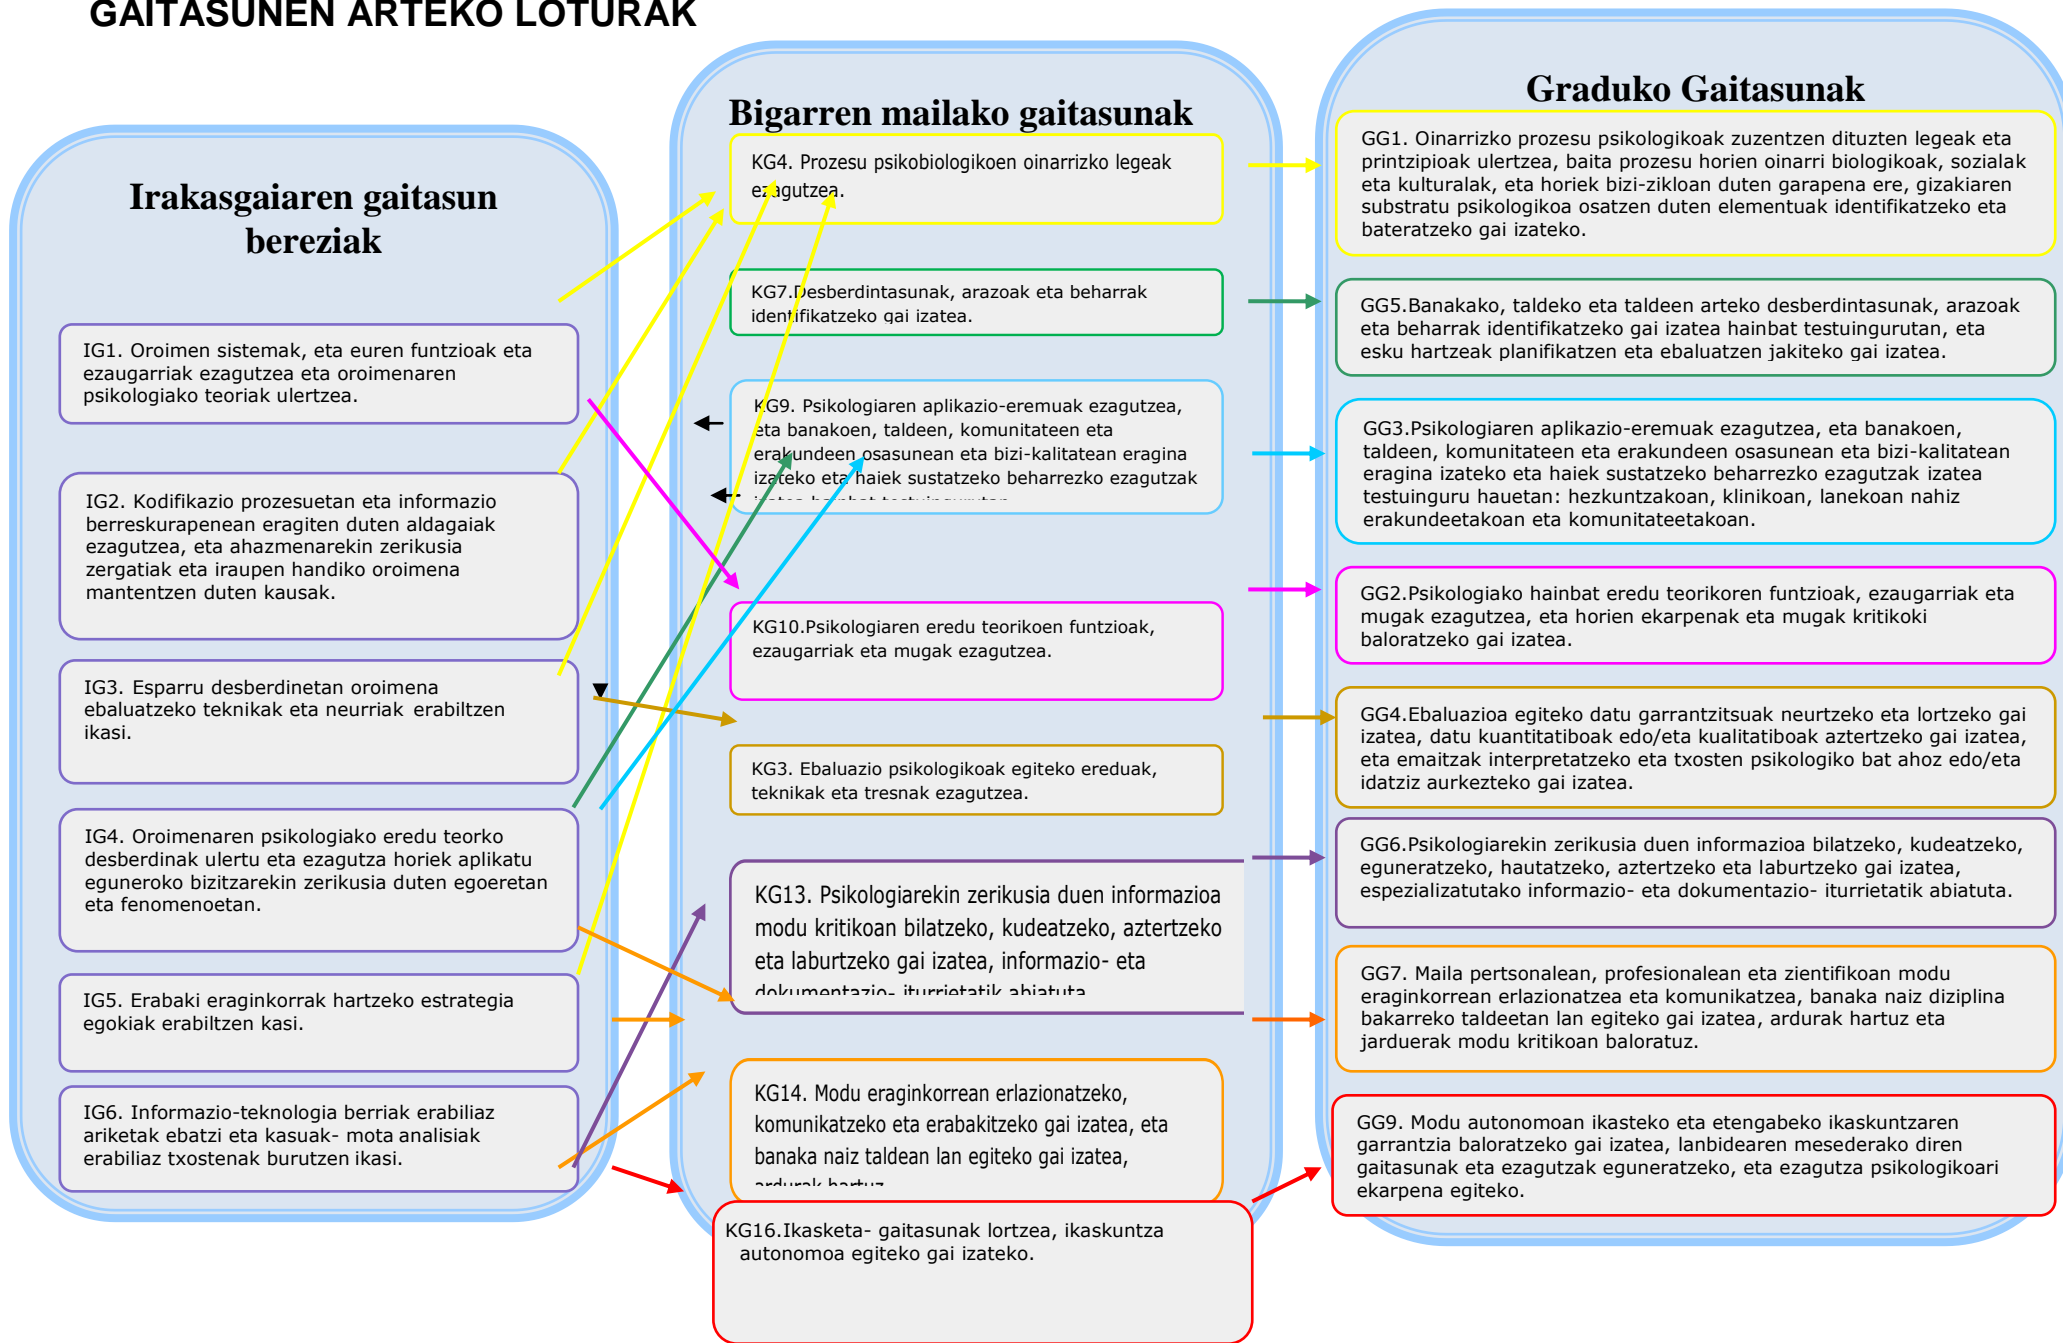 GAITASUNEN ARTEKO LOTURAK
Irakasgaiaren gaitasun
bereziak
IG1. Oroimen sistemak, eta euren funtzioak eta
ezaugarriak ezagutzea eta oroimenaren
psikologiako teoriak ulertzea.
IG2. Kodifikazio prozesuetan eta informazio
berreskurapenean eragiten duten aldagaiak
ezagutzea, eta ahazmenarekin zerikusia
zergatiak eta iraupen handiko oroimena
mantentzen duten kausak.
IG3. Esparru desberdinetan oroimena
ebaluatzeko teknikak eta neurriak erabiltzen
ikasi.
IG4. Oroimenaren psikologiako eredu teorko
desberdinak ulertu eta ezagutza horiek aplikatu
eguneroko bizitzarekin zerikusia duten egoeretan
eta fenomenoetan.
IG5. Erabaki eraginkorrak hartzeko estrategia
egokiak erabiltzen kasi.
IG6. Informazio-teknologia berriak erabiliaz
ariketak ebatzi eta kasuak- mota analisiak
erabiliaz txostenak burutzen ikasi.
Bigarren mailako gaitasunak
KG4. Prozesu psikobiologikoen oinarrizko legeak
ezagutzea.
KG7.Desberdintasunak, arazoak eta beharrak
identifikatzeko gai izatea.
KG9. Psikologiaren aplikazio-eremuak ezagutzea,
eta banakoen, taldeen, komunitateen eta
erakundeen osasunean eta bizi-kalitatean eragina
izateko eta haiek sustatzeko beharrezko ezagutzak
izatea hainbat testuingurutan.
KG10.Psikologiaren eredu teorikoen funtzioak,
ezaugarriak eta mugak ezagutzea.
KG3. Ebaluazio psikologikoak egiteko ereduak,
teknikak eta tresnak ezagutzea.
KG13. Psikologiarekin zerikusia duen informazioa
modu kritikoan bilatzeko, kudeatzeko, aztertzeko
eta laburtzeko gai izatea, informazio- eta
dokumentazio- iturrietatik abiatuta
KG14. Modu eraginkorrean erlazionatzeko,
komunikatzeko eta erabakitzeko gai izatea, eta
banaka naiz taldean lan egiteko gai izatea,
ardurak hartuz
KG16.Ikasketa- gaitasunak lortzea, ikaskuntza
autonomoa egiteko gai izateko.
Graduko Gaitasunak
GG1. Oinarrizko prozesu psikologikoak zuzentzen dituzten legeak eta
printzipioak ulertzea, baita prozesu horien oinarri biologikoak, sozialak
eta kulturalak, eta horiek bizi-zikloan duten garapena ere, gizakiaren
substratu psikologikoa osatzen duten elementuak identifikatzeko eta
bateratzeko gai izateko.
GG5.Banakako, taldeko eta taldeen arteko desberdintasunak, arazoak
eta beharrak identifikatzeko gai izatea hainbat testuingurutan, eta
esku hartzeak planifikatzen eta ebaluatzen jakiteko gai izatea.
GG3.Psikologiaren aplikazio-eremuak ezagutzea, eta banakoen,
taldeen, komunitateen eta erakundeen osasunean eta bizi-kalitatean
eragina izateko eta haiek sustatzeko beharrezko ezagutzak izatea
testuinguru hauetan: hezkuntzakoan, klinikoan, lanekoan nahiz
erakundeetakoan eta komunitateetakoan.
GG2.Psikologiako hainbat eredu teorikoren funtzioak, ezaugarriak eta
mugak ezagutzea, eta horien ekarpenak eta mugak kritikoki
baloratzeko gai izatea.
GG4.Ebaluazioa egiteko datu garrantzitsuak neurtzeko eta lortzeko gai
izatea, datu kuantitatiboak edo/eta kualitatiboak aztertzeko gai izatea,
eta emaitzak interpretatzeko eta txosten psikologiko bat ahoz edo/eta
idatziz aurkezteko gai izatea.
GG6.Psikologiarekin zerikusia duen informazioa bilatzeko, kudeatzeko,
eguneratzeko, hautatzeko, aztertzeko eta laburtzeko gai izatea,
espezializatutako informazio- eta dokumentazio- iturrietatik abiatuta.
GG7. Maila pertsonalean, profesionalean eta zientifikoan modu
eraginkorrean erlazionatzea eta komunikatzea, banaka naiz diziplina
bakarreko taldeetan lan egiteko gai izatea, ardurak hartuz eta
jarduerak modu kritikoan baloratuz.
GG9. Modu autonomoan ikasteko eta etengabeko ikaskuntzaren
garrantzia baloratzeko gai izatea, lanbidearen mesederako diren
gaitasunak eta ezagutzak eguneratzeko, eta ezagutza psikologikoari
ekarpena egiteko.